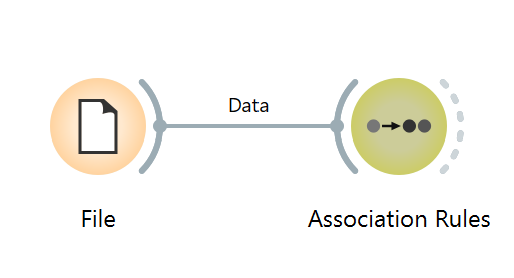 Data
File
Association Rules